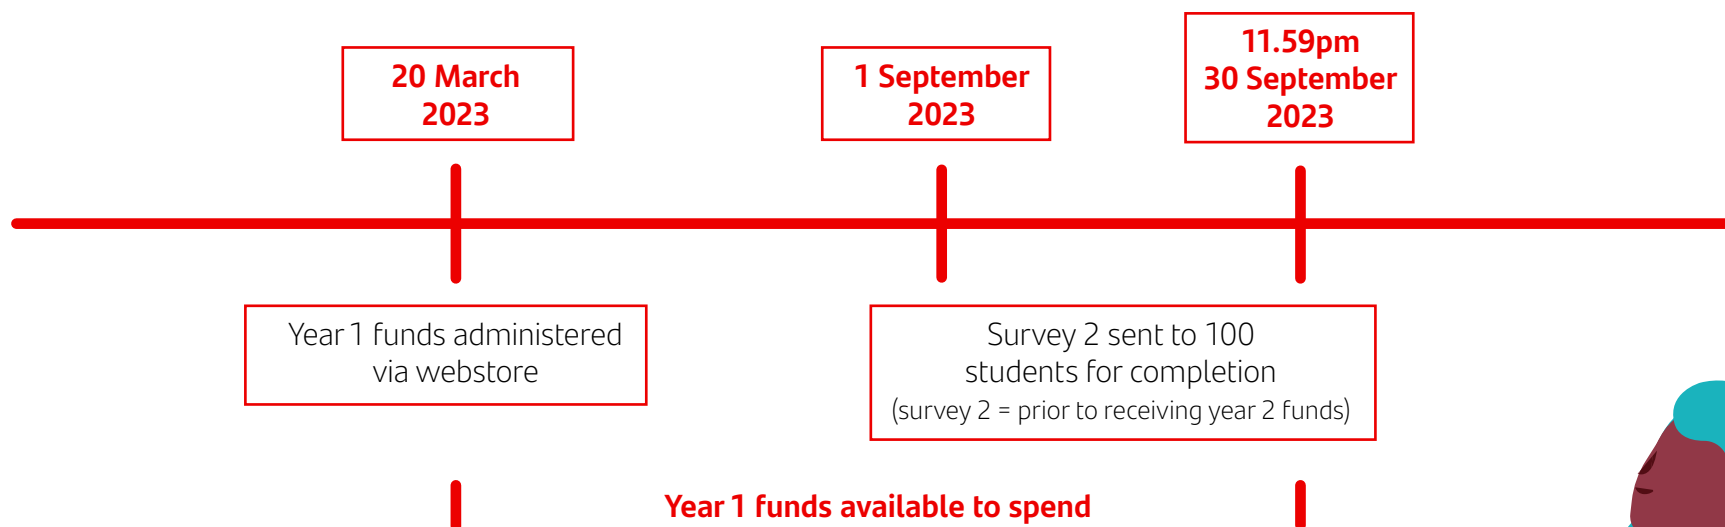 20 March
2023
1 September
2023
11.59pm
30 September
2023
Year 1 funds administered
via webstore
Survey 2 sent to 100
students for completion
(survey 2 = prior to receiving year 2 funds)
Year 1 funds available to spend